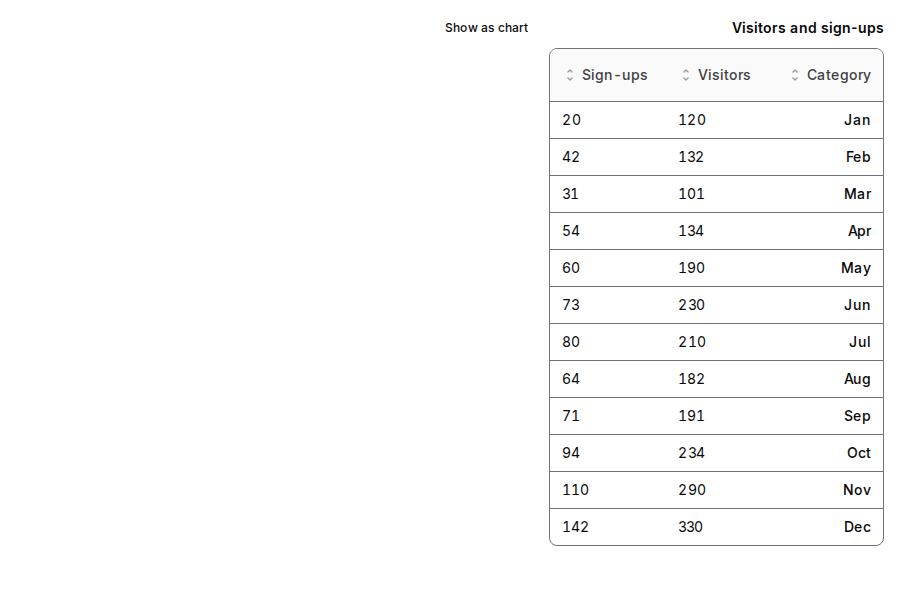 Visitors and sign-ups
Show as chart
Category Visitors Sign-ups
Jan 120 20
Feb 132 42
Mar 101 31
Apr 134 54
May 190 60
Jun 230 73
Jul 210 80
Aug 182 64
Sep 191 71
Oct 234 94
Nov 290 110
Dec 330 142